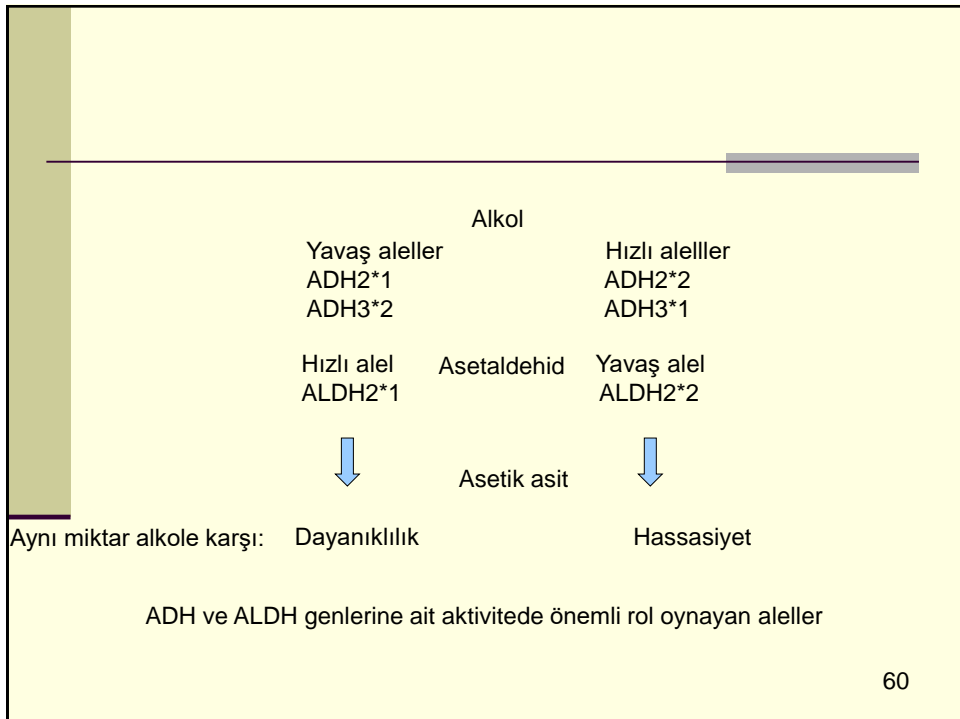 Alkol
Yavaş aleller Hızlı alelller
ADH2*1 ADH2*2
ADH3*2 ADH3*1
Hızlı alel Asetaldehid Yavaş alel
ALDH2*1 ALDH2*2
Asetik asit
Aynı miktar alkole karşı: Dayanıklılık Hassasiyet
ADH ve ALDH genlerine ait aktivitede önemli rol oynayan aleller
60